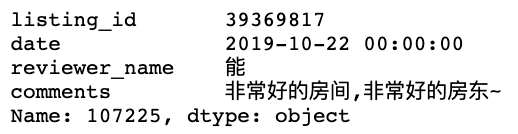 listing_id 39369817
date 2019-10-22 00:00:00
reviewer_name 能
comments 非常好的房间,非常好的房东~
Name: 107225, dtype: object